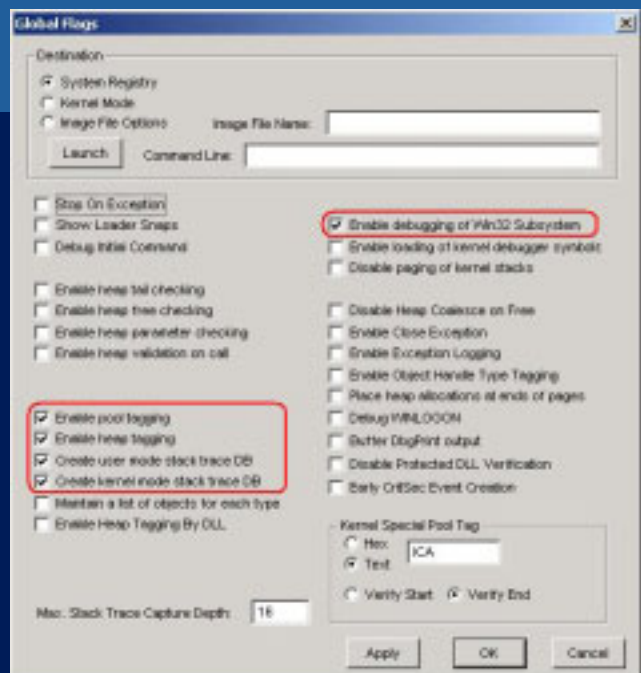 Global Flags
Destination
System Registry
Kernel Mode
Image File Options
Image File Name:
Launch
Command Line:
Stop On Exception
Show Loader Snaps
Debug Initial Command
Enable heap tail checking
Enable heap free checking
Enable heap parameter checking
Enable heap validation on call
Enable pool tagging
Enable heap tagging
Create user mode stack trace DB
Create kernel mode stack trace DB
Maintain a list of objects for each type
Enable Heap Tagging By DLL
Max. Stack Trace Capture Depth:
16
Enable debugging of Win32 Subsystem
Enable loading of kernel debugger symbols
Disable paging of kernel stacks
Disable Heap Coalesce on Free
Enable Close Exception
Enable Exception Logging
Enable Object Handle Type Tagging
Place heap allocations at ends of pages
Debug WINLOGON
Buffer DbgPrint output
Disable Protected DLL Verification
Early CritSec Event Creation
Kernel Special Pool Tag
Hex
Text
ICA
Verify Start
Verify End
Apply
OK
Cancel